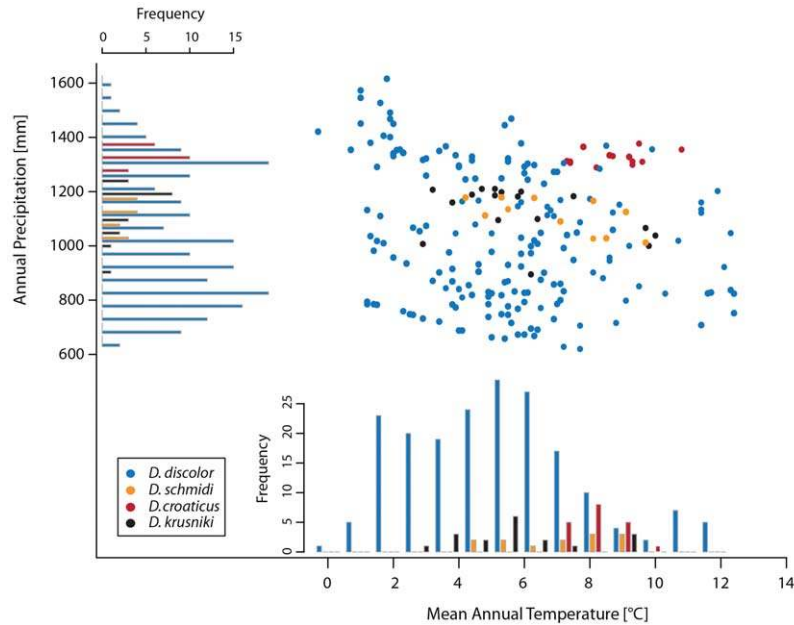 Frequency
0 5 10 15
Annual Precipitation [mm]
1600
1400
1200
1000
800
600
Frequency
25
20
15
10
5
0
D. discolor
D. schmidi
D.croaticus
D. krusniki
0 2 4 6 8 10 12 14
Mean Annual Temperature [°C]